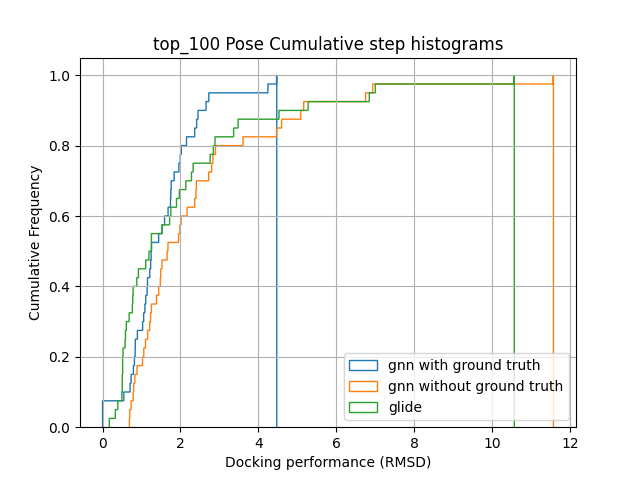 top_100 Pose Cumulative step histograms
Cumulative Frequency
1.0
0.8
0.6
0.4
0.2
0.0
gnn with ground truth
gnn without ground truth
glide
0 2 4 6 8 10 12
Docking performance (RMSD)